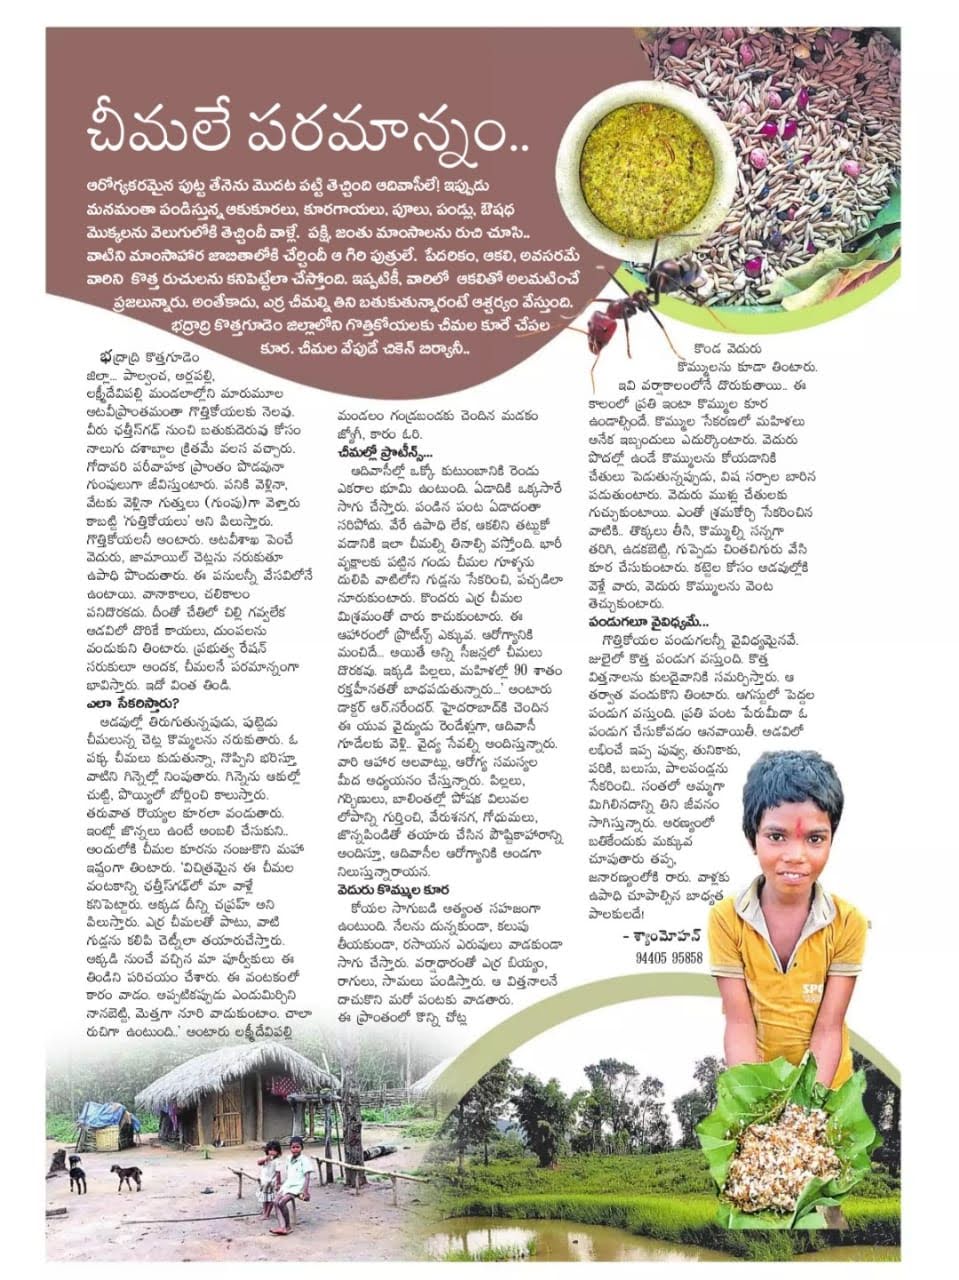 చీమలే పరమాన్నం..
ఆరోగ్యకరమైన పుట్ట తేనెను మొదట పట్టి తెచ్చింది ఆదివాసీలే! ఇప్పుడు
మనమంతా పండిస్తున్న ఆకుకూరలు, కూరగాయలు, పూలు, పండ్లు, ఔషధ
మొక్కలను వెలుగులోకి తెచ్చిందీ వాళ్లే. పక్షి, జంతు మాంసాలను రుచి చూసి..
వాటిని మాంసాహార జాబితాలోకి చేర్చిందీ ఆ గిరి పుత్రులే. పేదరికం, ఆకలి, అవసరమే
వారిని కొత్త రుచులను కనిపెట్టేలా చేస్తోంది. ఇప్పటికీ, వారిలో ఆకలితో అలమటించే
ప్రజలున్నారు. అంతేకాదు, ఎర్ర చీమల్ని తిని బతుకుతున్నారంటే ఆశ్చర్యం వేస్తుంది.
భద్రాద్రి కొత్తగూడెం జిల్లాలోని గొత్తికోయలకు చీమల కూరే చేపల
కూర. చీమల వేపుడే చికెన్ బిర్యానీ..
భద్రాద్రి కొత్తగూడెం
జిల్లా... పాల్వంచ, అర్లపల్లి,
లక్ష్మీదేవిపల్లి మండలాల్లోని మారుమూల
అటవీప్రాంతమంతా గొత్తికోయలకు నెలవు.
వీరు ఛత్తీస్‌గఢ్ నుంచి బతుకుదెరువు కోసం
నాలుగు దశాబ్దాల క్రితమే వలస వచ్చారు.
గోదావరి పరీవాహక ప్రాంతం పొడవునా
గుంపులుగా జీవిస్తుంటారు. పనికి వెళ్లినా,
వేటకు వెళ్లినా గుత్తులు (గుంపు)గా వెళ్తారు
కాబట్టి 'గుత్తికోయలు' అని పిలుస్తారు.
గొత్తికోయలనీ అంటారు. అటవీశాఖ పెంచే
వెదురు, జామాయిల్ చెట్లను నరుకుతూ
ఉపాధి పొందుతారు. ఈ పనులన్నీ వేసవిలోనే
ఉంటాయి. వానాకాలం, చలికాలం
పనిదొరకదు. దీంతో చేతిలో చిల్లి గవ్వలేక
అడవిలో దొరికే కాయలు, దుంపలను
వండుకుని తింటారు. ప్రభుత్వ రేషన్
సరుకులూ అందక, చీమలనే పరమాన్నంగా
భావిస్తారు. ఇదో వింత తిండి.
ఎలా సేకరిస్తారు?
అడవుల్లో తిరుగుతున్నపుడు, పుట్టెడు
చీమలున్న చెట్ల కొమ్మలను నరుకుతారు. ఓ
పక్క చీమలు కుడుతున్నా, నొప్పిని భరిస్తూ
వాటిని గిన్నెల్లో నింపుతారు. గిన్నెను ఆకుల్లో
చుట్టి, పొయ్యిలో బోర్లించి కాలుస్తారు.
తరువాత రొయ్యల కూరలా వండుతారు.
ఇంట్లో జొన్నలు ఉంటే అంబలి చేసుకుని..
అందులోకి చీమల కూరను నంజుకొని మహా
ఇష్టంగా తింటారు. 'విచిత్రమైన ఈ చీమల
వంటకాన్ని ఛత్తీస్‌గఢ్‌లో మా వాళ్లే
కనిపెట్టారు. అక్కడ దీన్ని చప్రహ్ అని
పిలుస్తారు. ఎర్ర చీమలతో పాటు, వాటి
గుడ్లను కలిపి చెట్నీలా తయారుచేస్తారు.
అక్కడి నుంచే వచ్చిన మా పూర్వీకులు ఈ
తిండిని పరిచయం చేశారు. ఈ వంటకంలో
కారం వాడం. అప్పటికప్పుడు ఎండుమిర్చిని
నానబెట్టి, మెత్తగా నూరి వాడుకుంటాం. చాలా
రుచిగా ఉంటుంది..' అంటారు లక్ష్మీదేవిపల్లి
మండలం గండ్రబండకు చెందిన మడకం
జ్యోగీ, కారం ఓరి.
చీమల్లో ప్రొటీన్స్...
ఆదివాసీల్లో ఒక్కో కుటుంబానికి రెండు
ఎకరాల భూమి ఉంటుంది. ఏడాదికి ఒక్కసారే
సాగు చేస్తారు. పండిన పంట ఏడాదంతా
సరిపోదు. వేరే ఉపాధి లేక, ఆకలిని తట్టుకో
వడానికి ఇలా చీమల్ని తినాల్సి వస్తోంది. భారీ
వృక్షాలకు పట్టిన గండు చీమల గూళ్ళను
దులిపి వాటిలోని గుడ్లను సేకరించి, పచ్చడిలా
నూరుకుంటారు. కొందరు ఎర్ర చీమల
మిశ్రమంతో చారు కాచుకుంటారు. ఈ
ఆహారంలో ప్రొటీన్స్ ఎక్కువ. ఆరోగ్యానికి
మంచిదే... అయితే అన్ని సీజన్లలో చీమలు
దొరకవు. ఇక్కడి పిల్లలు, మహిళల్లో 90 శాతం
రక్తహీనతతో బాధపడుతున్నారు...' అంటారు
డాక్టర్ ఆర్.నరేందర్. హైదరాబాద్‌కి చెందిన
ఈ యువ వైద్యుడు రెండేళ్లుగా, ఆదివాసీ
గూడేలకు వెళ్లి.. వైద్య సేవల్ని అందిస్తున్నారు.
వారి ఆహార అలవాట్లు, ఆరోగ్య సమస్యల
మీద అధ్యయనం చేస్తున్నారు. పిల్లలు,
గర్భిణులు, బాలింతల్లో పోషక విలువల
లోపాన్ని గుర్తించి, వేరుశనగ, గోధుమలు,
జొన్నపిండితో తయారు చేసిన పౌష్టికాహారాన్ని
అందిస్తూ, ఆదివాసీల ఆరోగ్యానికి అండగా
నిలుస్తున్నారాయన.
వెదురు కొమ్ముల కూర
కోయల సాగుబడి అత్యంత సహజంగా
ఉంటుంది. నేలను దున్నకుండా, కలుపు
తీయకుండా, రసాయన ఎరువులు వాడకుండా
సాగు చేస్తారు. వర్షాధారంతో ఎర్ర బియ్యం,
రాగులు, సామలు పండిస్తారు. ఆ విత్తనాలనే
దాచుకొని మరో పంటకు వాడతారు.
ఈ ప్రాంతంలో కొన్ని చోట్ల
కొండ వెదురు
కొమ్ములను కూడా తింటారు.
ఇవి వర్షాకాలంలోనే దొరుకుతాయి.. ఈ
కాలంలో ప్రతి ఇంటా కొమ్ముల కూర
ఉండాల్సిందే. కొమ్ముల సేకరణలో మహిళలు
అనేక ఇబ్బందులు ఎదుర్కొంటారు. వెదురు
పొదల్లో ఉండే కొమ్ములను కోయడానికి
చేతులు పెడుతున్నప్పుడు, విష సర్పాల బారిన
పడుతుంటారు. వెదురు ముళ్లు చేతులకు
గుచ్చుకుంటాయి. ఎంతో శ్రమకోర్చి సేకరించిన
వాటికి.. తొక్కలు తీసి, కొమ్ముల్ని సన్నగా
తరిగి, ఉడకబెట్టి, గుప్పెడు చింతచిగురు వేసి
కూర చేసుకుంటారు. కట్టెల కోసం అడవుల్లోకి
వెళ్లే వారు, వెదురు కొమ్ములను వెంట
తెచ్చుకుంటారు.
పండుగలూ వైవిధ్యమే...
గొత్తికోయల పండుగలన్నీ వైవిధ్యమైనవే.
జులైలో కొత్త పండుగ వస్తుంది. కొత్త
విత్తనాలను కులదైవానికి సమర్పిస్తారు. ఆ
తర్వాత వండుకొని తింటారు. ఆగస్టులో పెద్దల
పండుగ వస్తుంది. ప్రతి పంట పేరుమీదా ఓ
పండుగ చేసుకోవడం ఆనవాయితీ. అడవిలో
లభించే ఇప్ప పువ్వు, తునికాకు,
పరికి, బలుసు, పాలపండ్లను
సేకరించి.. సంతలో అమ్మగా
మిగిలినదాన్ని తిని జీవనం
సాగిస్తున్నారు. అరణ్యంలో
బతికేందుకు మక్కువ
చూపుతారు తప్ప,
జనారణ్యంలోకి రారు. వాళ్లకు
ఉపాధి చూపాల్సిన బాధ్యత
పాలకులదే!
- శ్యాంమోహన్
94405 95858